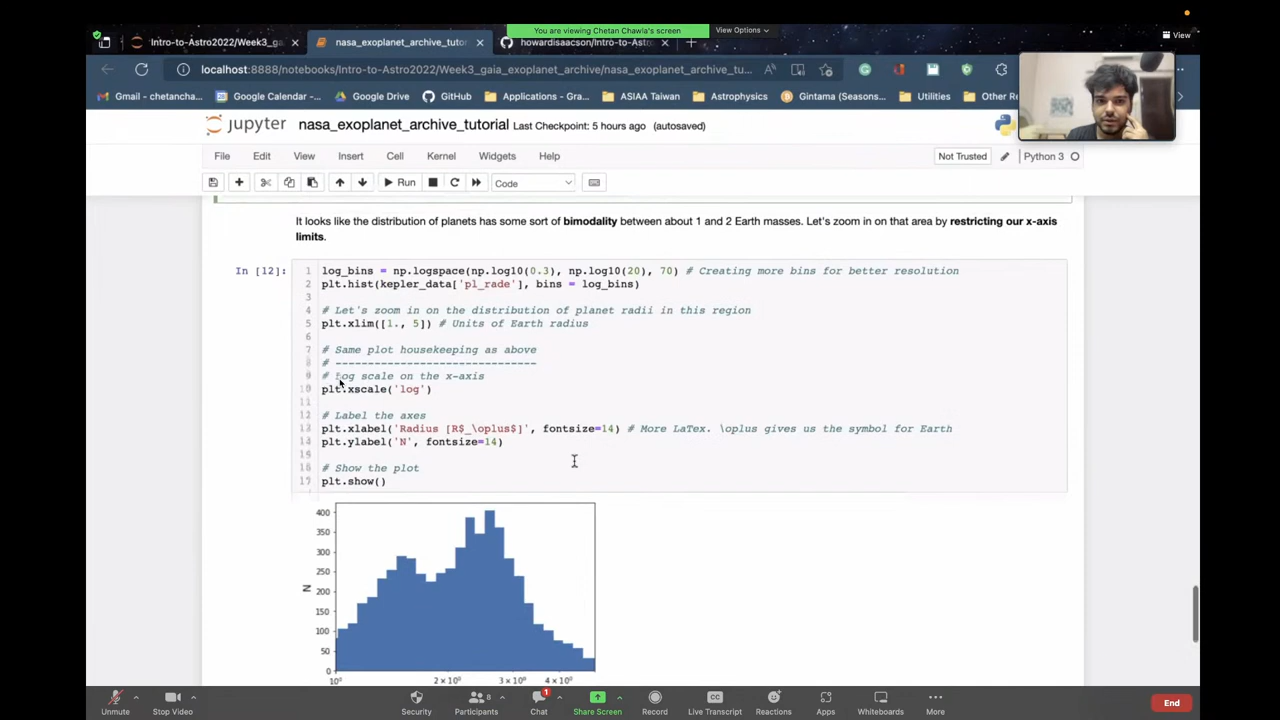 You are viewing Chetan Chawla's screen
View Options
View
Intro-to-Astro2022/Week3_ga
nasa_exoplanet_archive_tutor
howardisaacson/Intro-to-Ast
localhost:8888/notebooks/Intro-to-Astro2022/Week3_gaia_exoplanet_archive/nasa_exoplanet_archive_tu...
Gmail - chetancha...
Google Calendar -...
Google Drive
GitHub
Applications - Gra...
ASIAA Taiwan
Astrophysics
Gintama (Seasons...
Utilities
Other Re
jupyter
nasa_exoplanet_archive_tutorial Last Checkpoint: 5 hours ago (autosaved)
File Edit View Insert Cell Kernel Widgets Help
Not Trusted
Python 3
Run
Code
It looks like the distribution of planets has some sort of bimodality between about 1 and 2 Earth masses. Let's zoom in on that area by restricting our x-axis
limits.
In [12]:
1 log_bins = np.logspace(np.log10(0.3), np.log10(20), 70) # Creating more bins for better resolution
2 plt.hist(kepler_data['pl_rade'], bins = log_bins)
3
4 # Let's zoom in on the distribution of planet radii in this region
5 plt.xlim([1., 5]) # Units of Earth radius
6
7 # Same plot housekeeping as above
8 # -------------------------------
9 # Log scale on the x-axis
10 plt.xscale('log')
11
12 # Label the axes
13 plt.xlabel('Radius [R$_\oplus$]', fontsize=14) # More LaTex. \oplus gives us the symbol for Earth
14 plt.ylabel('N', fontsize=14)
# Show the plot
17 plt.show()
400
350
300
250
200
150
100
50
0
N
10⁰
2 × 10⁰
3 × 10⁰
4 × 10⁰
Unmute
Stop Video
Security
8
Participants
1
Chat
Share Screen
Record
Live Transcript
Reactions
Apps
Whiteboards
More
End